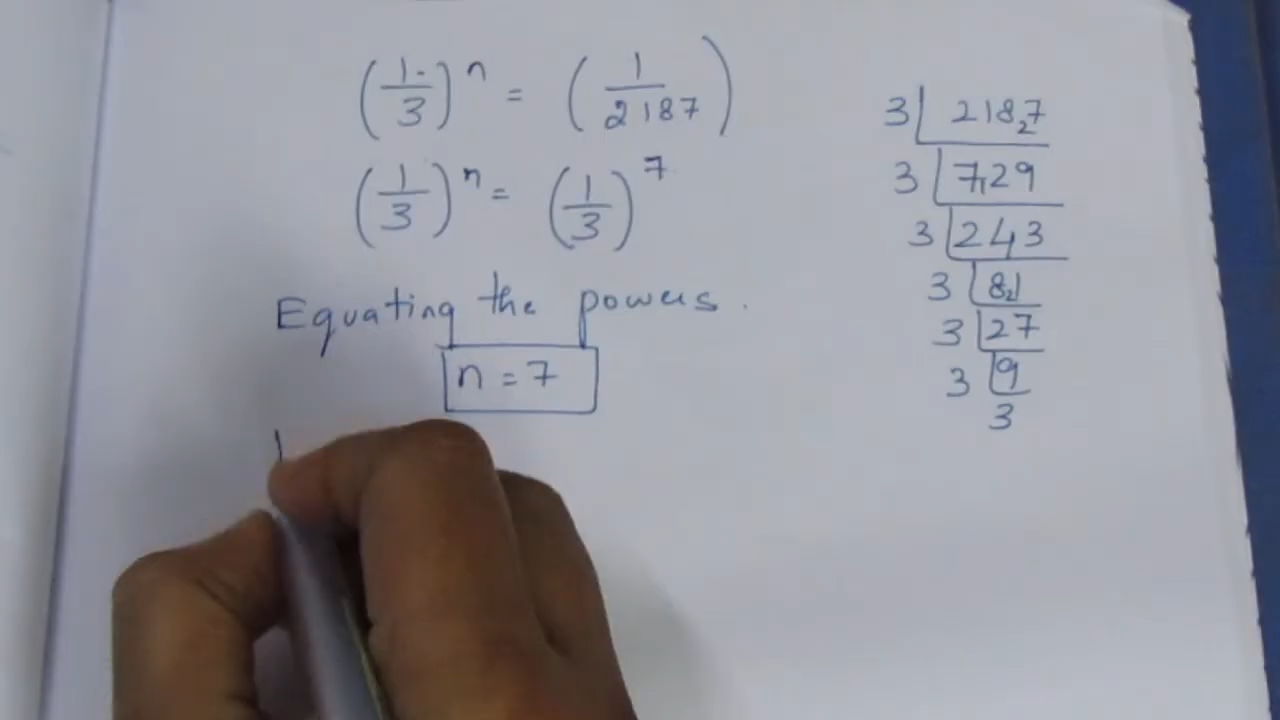 (1/3)^n = (1/2187)
(1/3)^n = (1/3)^7
Equating the powers.
n = 7
3 | 2187
3 | 729
3 | 243
3 | 81
3 | 27
3 | 9
3